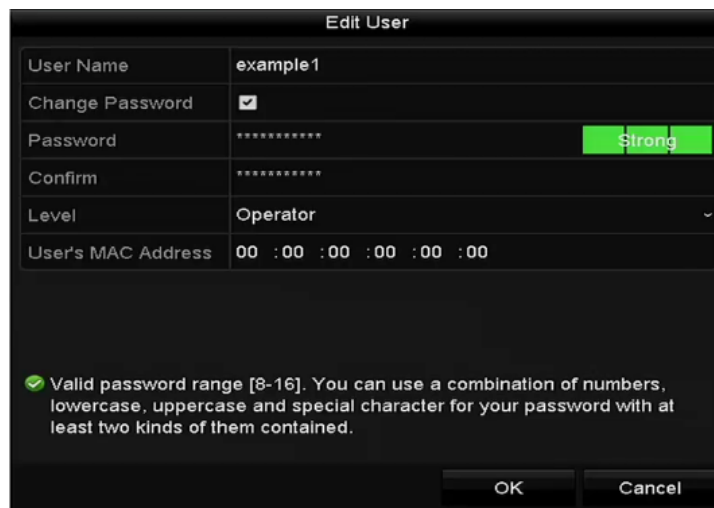 Edit User
User Name example1
Change Password
Password *********** Strong
Confirm ***********
Level Operator
User's MAC Address 00 :00 :00 :00 :00 :00
Valid password range [8-16]. You can use a combination of numbers,
lowercase, uppercase and special character for your password with at
least two kinds of them contained.
OK Cancel